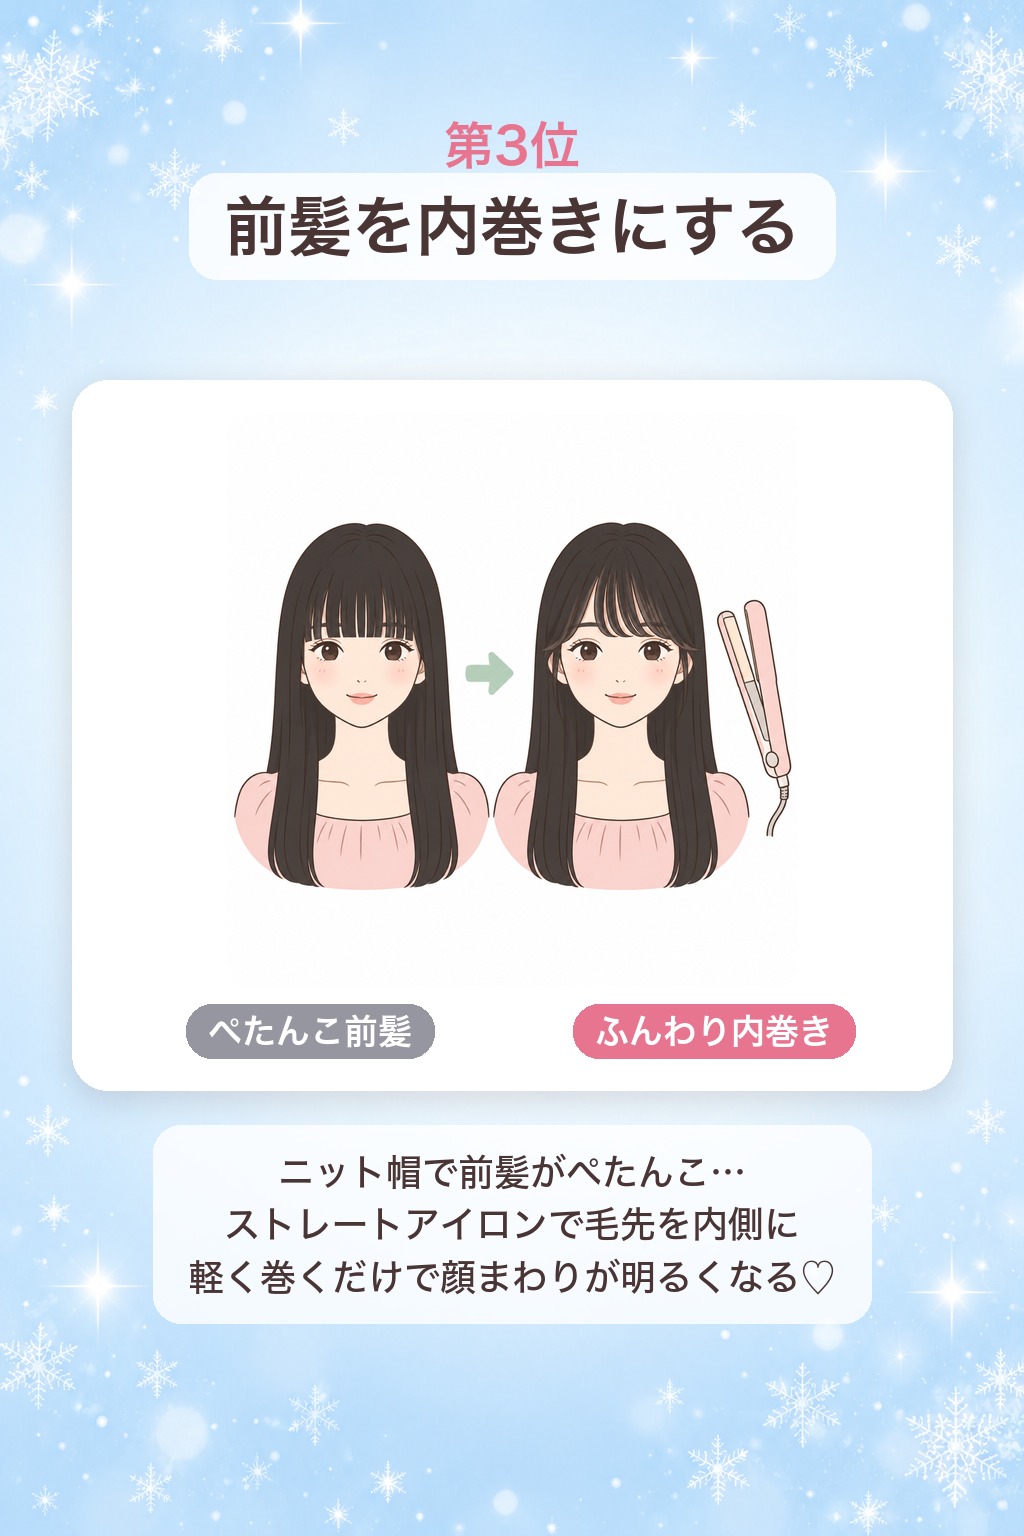 第3位
前髪を内巻きにする
ぺたんこ前髪
ふんわり内巻き
ニット帽で前髪がぺたんこ…
ストレートアイロンで毛先を内側に
軽く巻くだけで顔まわりが明るくなる♡